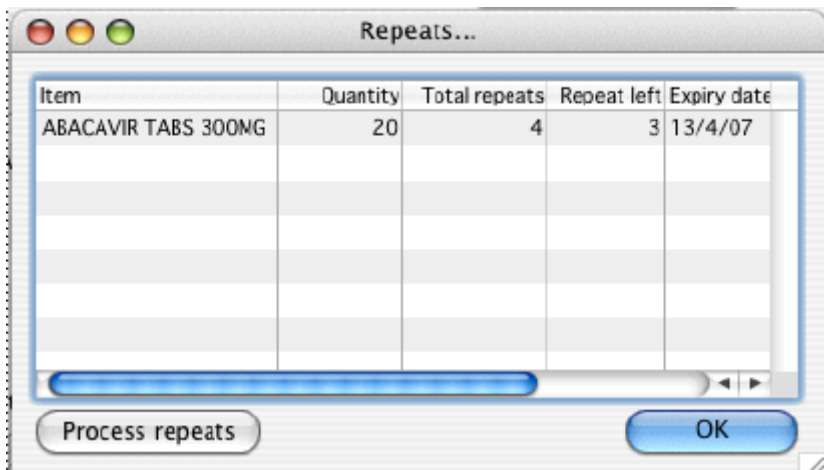 Repeats...
Item Quantity Total repeats Repeat left Expiry date
ABACAVIR TABS 300MG 20 4 3 13/4/07
Process repeats OK